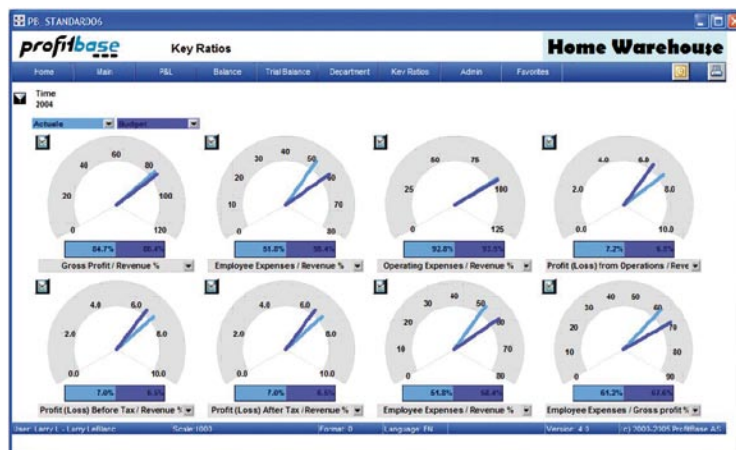 PB: STANDARD06
profitbase
Key Ratios
Home Warehouse
Home Main P&L Balance Trial Balance Department Key Ratios Admin Favorites
Time
2004
Actuals Budget
0 20 40 60 80 100 120
0 10 20 30 50 60 70 80
0 25 50 75 100 125
0.0 2.0 4.0 6.0 8.0 10.0
84.7%
51.8%
92.8%
7.2%
Gross Profit / Revenue %
Employee Expenses / Revenue %
Operating Expenses / Revenue %
Profit (Loss) from Operations / Reve
0.0 2.0 4.0 6.0 8.0 10.0
0.0 2.0 4.0 6.0 8.0 10.0
0 10 20 30 40 50 60 80
0 10 20 30 40 50 60 70 90
7.0%
7.0%
51.8%
61.2%
Profit (Loss) Before Tax / Revenue %
Profit (Loss) After Tax / Revenue %
Employee Expenses / Revenue %
Employee Expenses / Gross profit %
User: Larry L - Larry LeBlanc Scale:1000 Format: 0 Language: EN Version: 4.0 (c) 2003-2005 ProfitBase AS